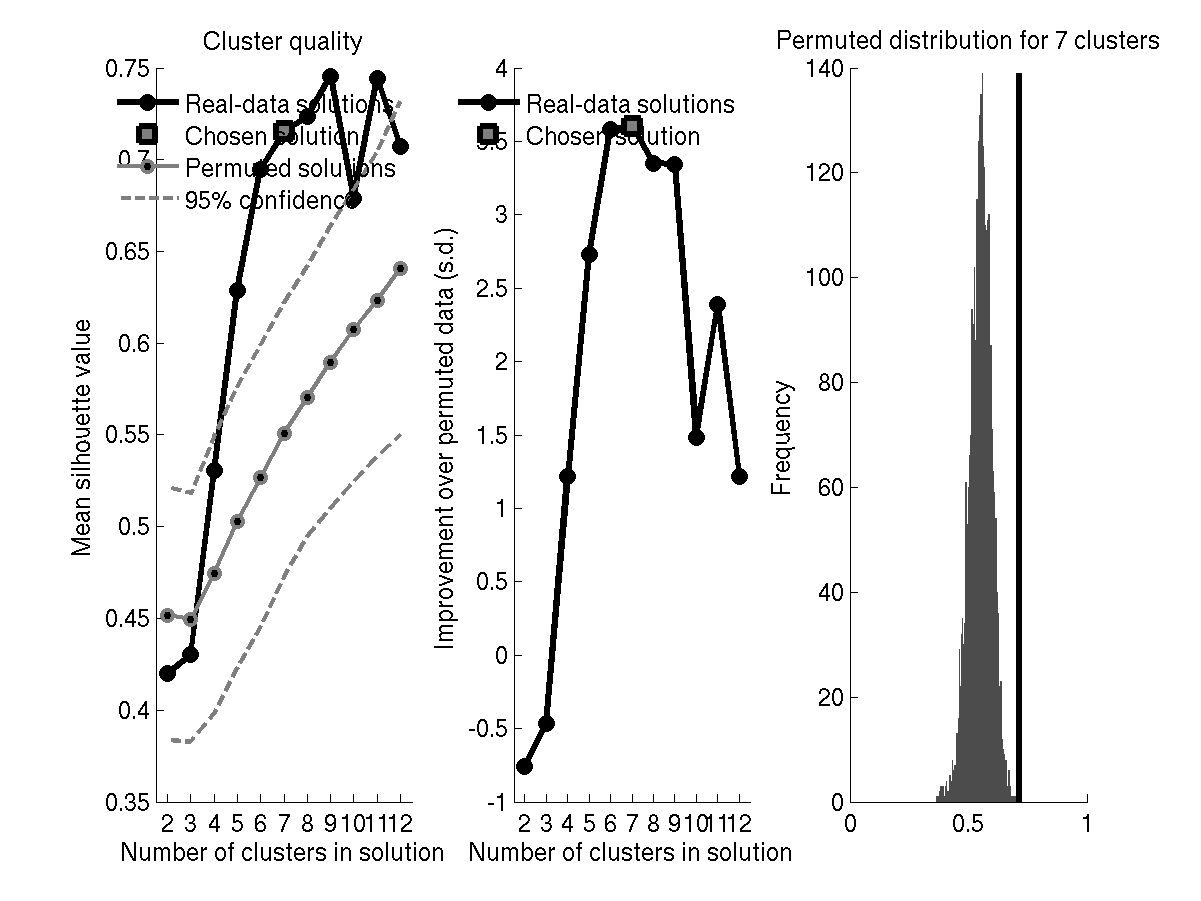 Cluster quality
0.75
0.7
0.65
0.6
0.55
0.5
0.45
0.4
0.35
Mean silhouette value
Real-data solutions
Chosen solution
Permuted solutions
95% confidence
2 3 4 5 6 7 8 9 10 11 12
Number of clusters in solution
4
3.5
3
2.5
2
1.5
1
0.5
0
-0.5
-1
Improvement over permuted data (s.d.)
Real-data solutions
Chosen solution
2 3 4 5 6 7 8 9 10 11 12
Number of clusters in solution
Permuted distribution for 7 clusters
140
120
100
80
60
40
20
0
Frequency
0 0.5 1